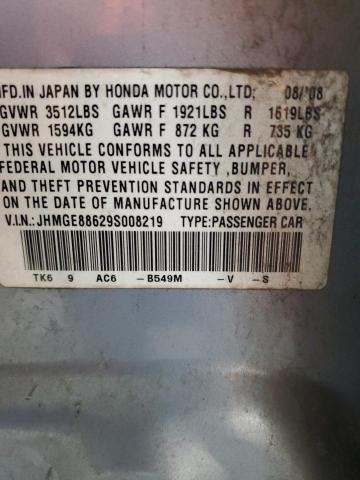 MFD.IN JAPAN BY HONDA MOTOR CO.,LTD: 08/'08
GVWR 3512LBS GAWR F 1921LBS R 1619LBS
GVWR 1594KG GAWR F 872 KG R 735 KG
THIS VEHICLE CONFORMS TO ALL APPLICABLE
FEDERAL MOTOR VEHICLE SAFETY ,BUMPER,
AND THEFT PREVENTION STANDARDS IN EFFECT
ON THE DATE OF MANUFACTURE SHOWN ABOVE.
V.I.N.:JHMGE88629S008219 TYPE:PASSENGER CAR
TK6 9 AC6 -B549M -V -S